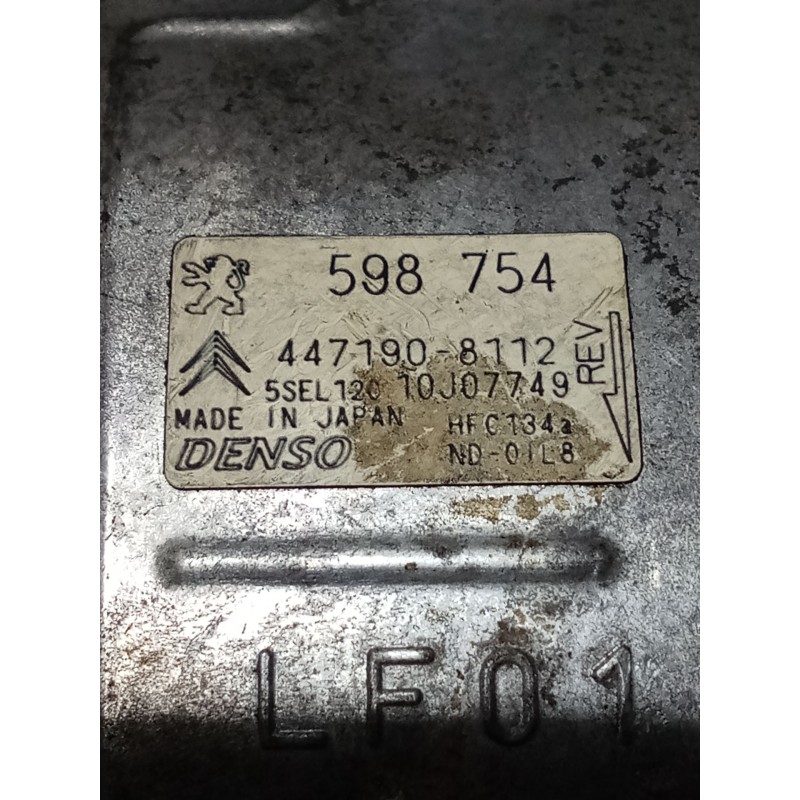 598 754
447190-8112
5SEL120 10J07749
REV
MADE IN JAPAN HFC134a
DENSO ND-OIL8
LF01